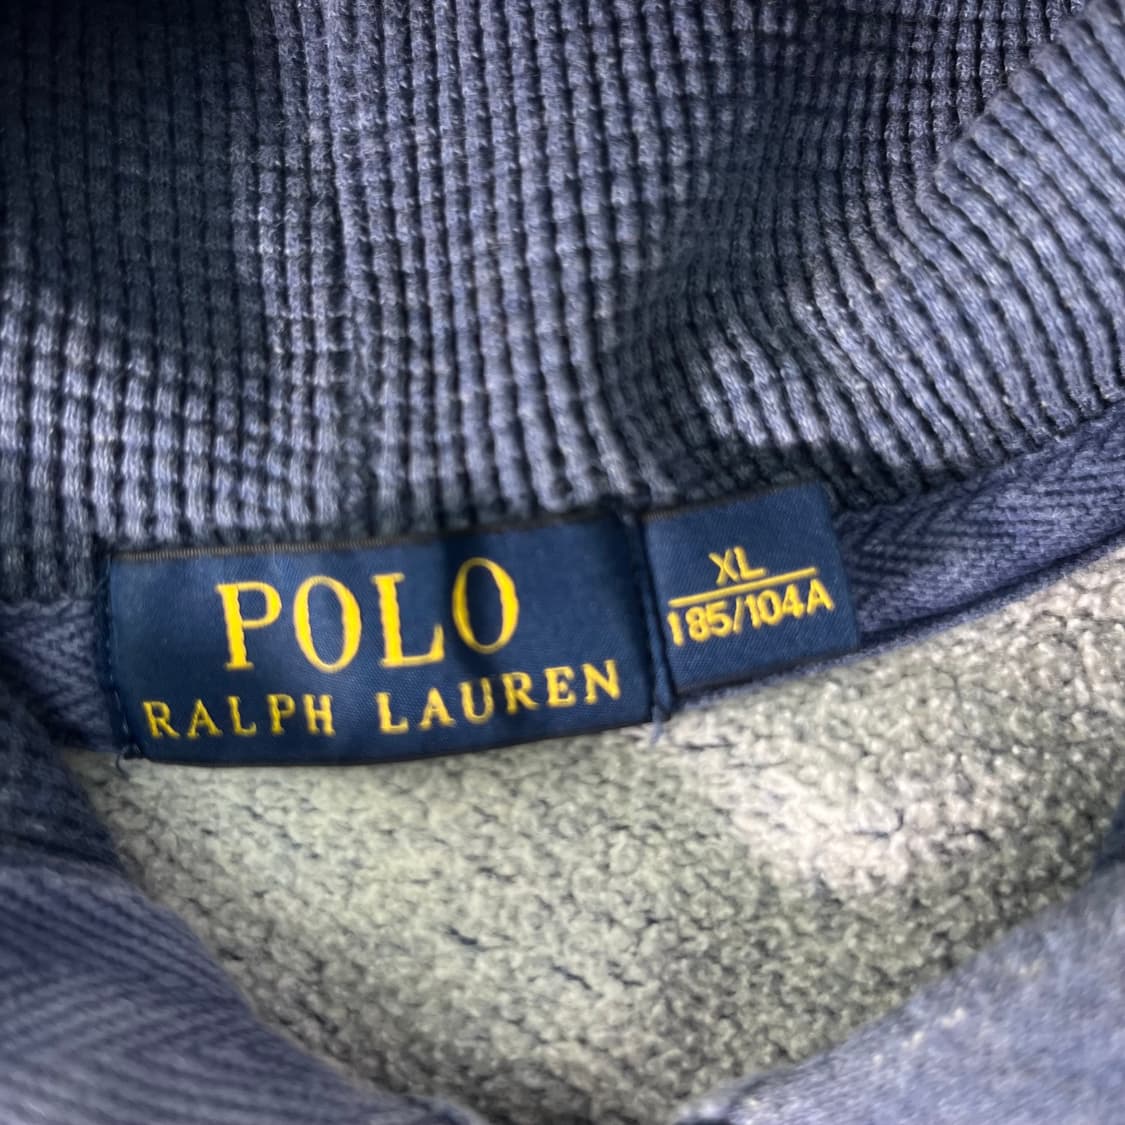 POLO
RALPH LAUREN
XL
185/104A